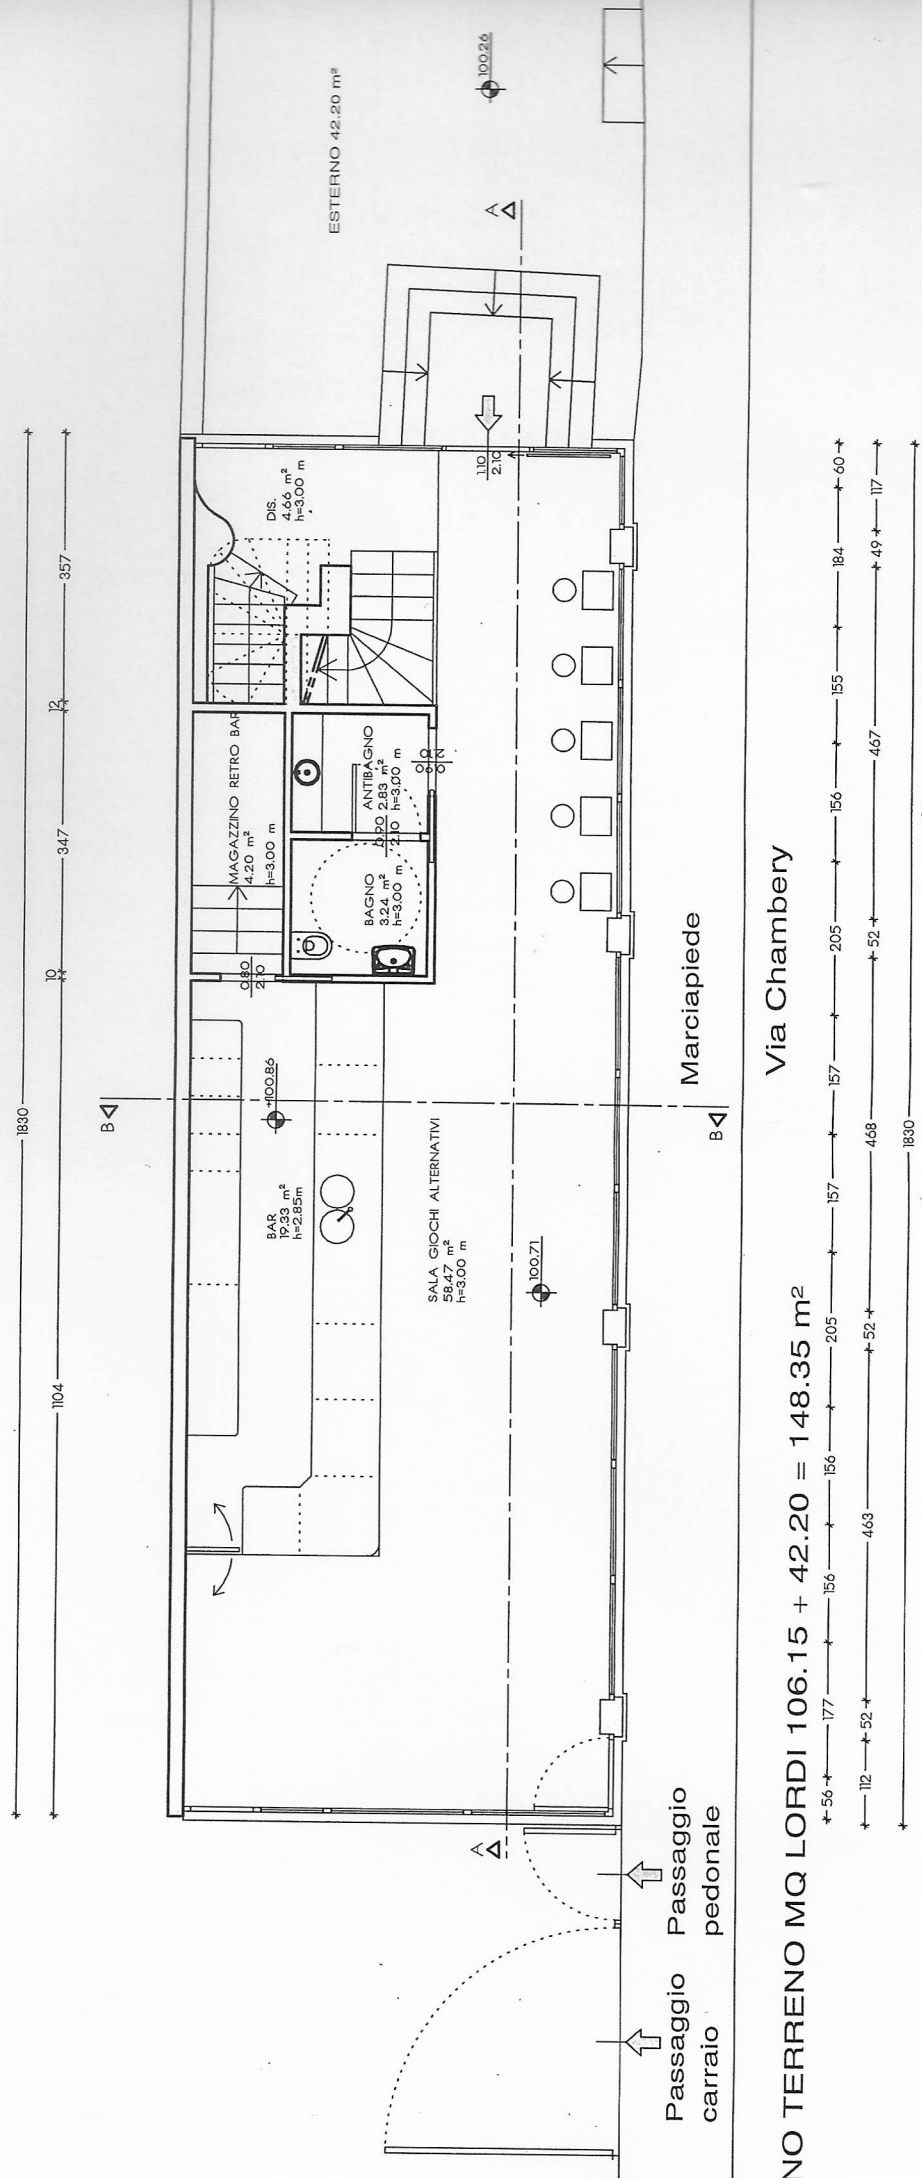 ESTERNO 42.20 m²
100.26
A
DIS.
4.66 m²
h=3.00 m
1.10
2.10
MAGAZZINO RETRO BAR
4.20 m²
h=3.00 m
ANTIBAGNO
2.83 m²
h=3.00 m
0.90
2.10
BAGNO
3.24 m²
h=3.00 m
0.80
2.10
+100.86
B
BAR
19.33 m²
h=2.85m
SALA GIOCHI ALTERNATIVI
58.47 m²
h=3.00 m
100.71
B
A
Marciapiede
Via Chambery
Passaggio
pedonale
Passaggio
carraio
NO TERRENO MQ LORDI 106.15 + 42.20 = 148.35 m²
1830
1104
10
347
12
357
56
177
156
156
205
157
157
205
156
155
184
60
112
52
463
52
468
52
467
49
117
1830